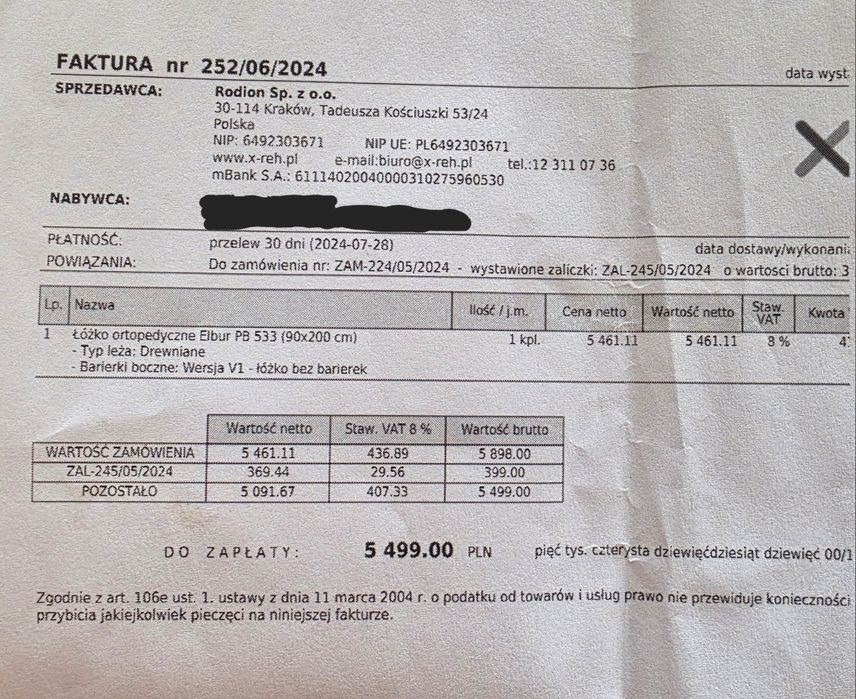 FAKTURA nr 252/06/2024
data wyst
SPRZEDAWCA: Rodion Sp. z o.o.
30-114 Kraków, Tadeusza Kościuszki 53/24
Polska
NIP: 6492303671 NIP UE: PL6492303671
www.x-reh.pl e-mail:biuro@x-reh.pl tel.:12 311 07 36
mBank S.A.: 61114020040000310275960530
NABYWCA:
PŁATNOŚĆ: przelew 30 dni (2024-07-28) data dostawy/wykonani
POWIĄZANIA: Do zamówienia nr: ZAM-224/05/2024 - wystawione zaliczki: ZAL-245/05/2024 o wartosci brutto: 3
Lp. Nazwa Ilość / j.m. Cena netto Wartość netto Staw. VAT Kwota
1 Łóżko ortopedyczne Elbur PB 533 (90x200 cm) 1 kpl. 5 461.11 5 461.11 8 % 4
- Typ leża: Drewniane
- Barierki boczne: Wersja V1 - łóżko bez barierek
Wartość netto Staw. VAT 8 % Wartość brutto
WARTOŚĆ ZAMÓWIENIA 5 461.11 436.89 5 898.00
ZAL-245/05/2024 369.44 29.56 399.00
POZOSTAŁO 5 091.67 407.33 5 499.00
DO ZAPŁATY: 5 499.00 PLN pięć tys. czterysta dziewięćdziesiąt dziewięć 00/1
Zgodnie z art. 106e ust. 1. ustawy z dnia 11 marca 2004 r. o podatku od towarów i usług prawo nie przewiduje konieczności
przybicia jakiejkolwiek pieczęci na niniejszej fakturze.